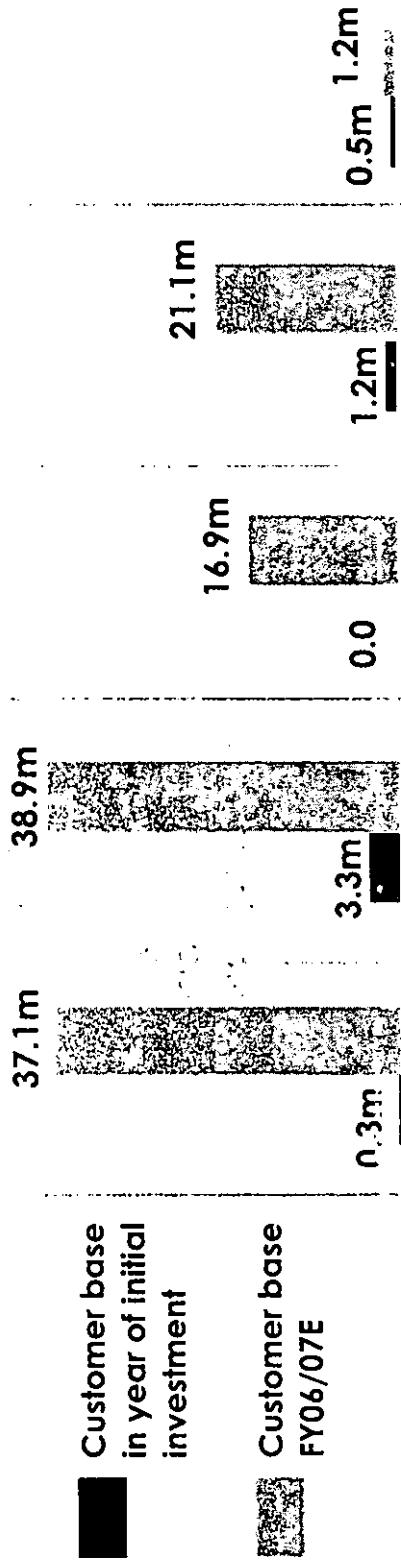 Customer base
in year of initial
investment
Customer base
FY06/07E
0.3m
37.1m
3.3m
38.9m
0.0
16.9m
1.2m
21.1m
0.5m
1.2m